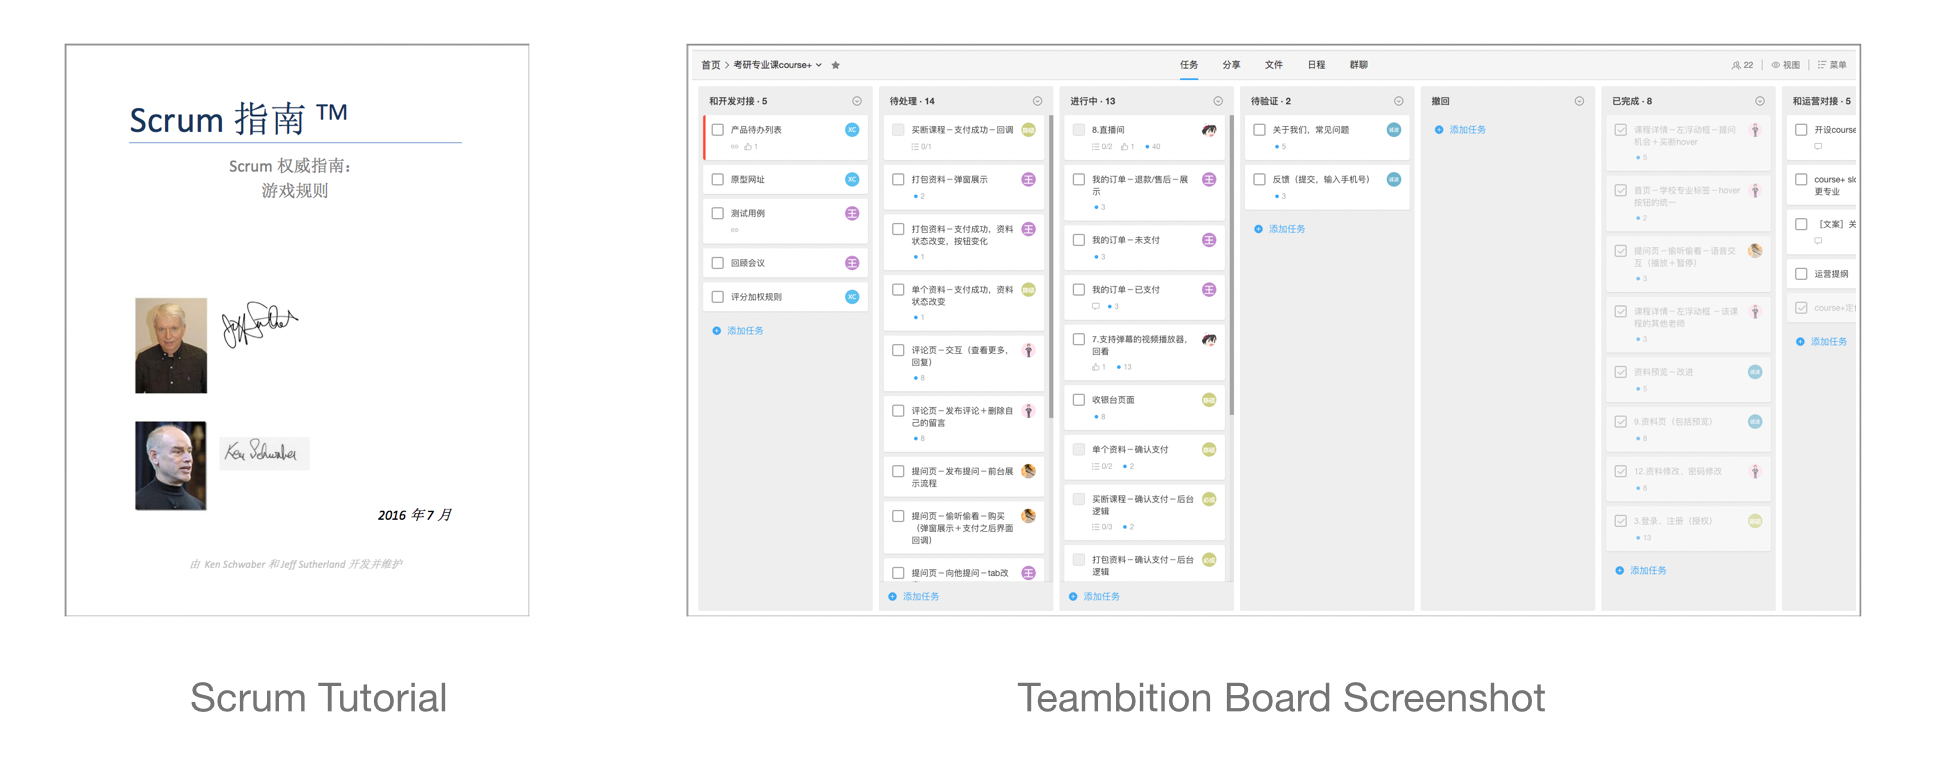 Scrum 指南 ™
Scrum 权威指南：
游戏规则
2016 年 7 月
由 Ken Schwaber 和 Jeff Sutherland 开发并维护
Scrum Tutorial
首页 > 考研专业课course+
任务
分享
文件
日程
群聊
22
视图
菜单
和开发对接 · 5
产品待办列表
XC
1
原型网址
XC
测试用例
王
回顾会议
王
评分加权规则
XC
添加任务
待处理 · 14
买断课程－支付成功－回调
0/1
打包资料－弹窗展示
王
2
打包资料－支付成功，资料
状态改变，按钮变化
王
1
单个资料－支付成功，资料
状态改变
1
评论页－交互（查看更多，
回复）
8
评论页－发布评论＋删除自
己的留言
8
提问页－发布提问－前台展
示流程
提问页－偷听偷看－购买
（弹窗展示＋支付之后界面
回调）
提问页－向他提问－tab改
王
添加任务
进行中 · 13
8.直播间
0/2
1
40
我的订单－退款/售后－展
示
王
3
我的订单－未支付
王
3
我的订单－已支付
王
3
7.支持弹幕的视频播放器，
回看
1
13
收银台页面
8
单个资料－确认支付
0/2
2
买断课程－确认支付－后台
逻辑
0/3
2
打包资料－确认支付－后台
逻辑
添加任务
待验证 · 2
关于我们，常见问题
5
反馈（提交，输入手机号）
3
添加任务
撤回
添加任务
已完成 · 8
课程详情－左浮动框－提问
机会＋买断hover
5
首页－学校专业标签－hover
按钮的统一
2
提问页－偷听偷看－语音交
互（播放＋暂停）
3
课程详情－左浮动框 －该课
程的其他老师
3
资料预览－改进
5
9.资料页（包括预览）
8
12.资料修改，密码修改
8
3.登录，注册（授权）
13
添加任务
和运营对接 · 5
开设course
course+ slo
更专业
［文案］关
运营提纲
course+定
添加任务
Teambition Board Screenshot